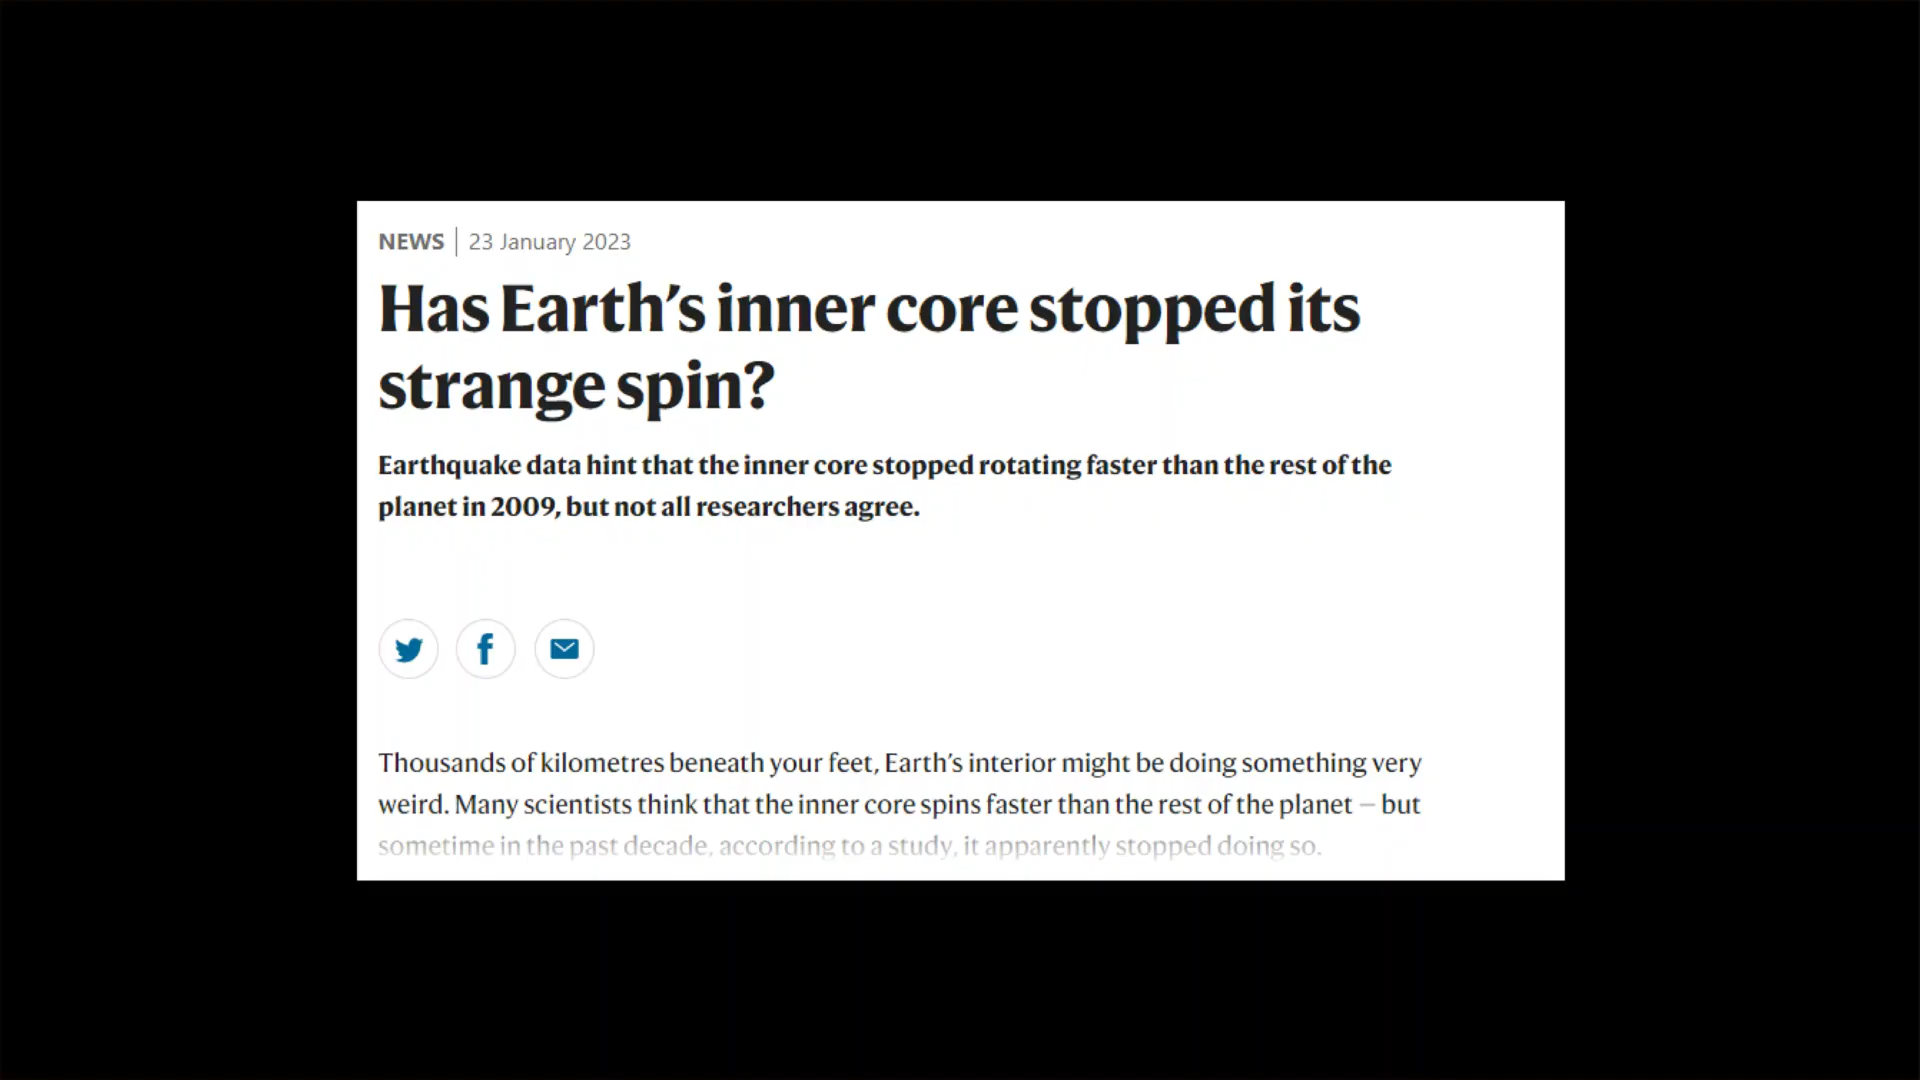 NEWS | 23 January 2023
Has Earth’s inner core stopped its
strange spin?
Earthquake data hint that the inner core stopped rotating faster than the rest of the
planet in 2009, but not all researchers agree.
Thousands of kilometres beneath your feet, Earth’s interior might be doing something very
weird. Many scientists think that the inner core spins faster than the rest of the planet — but
sometime in the past decade, according to a study, it apparently stopped doing so.